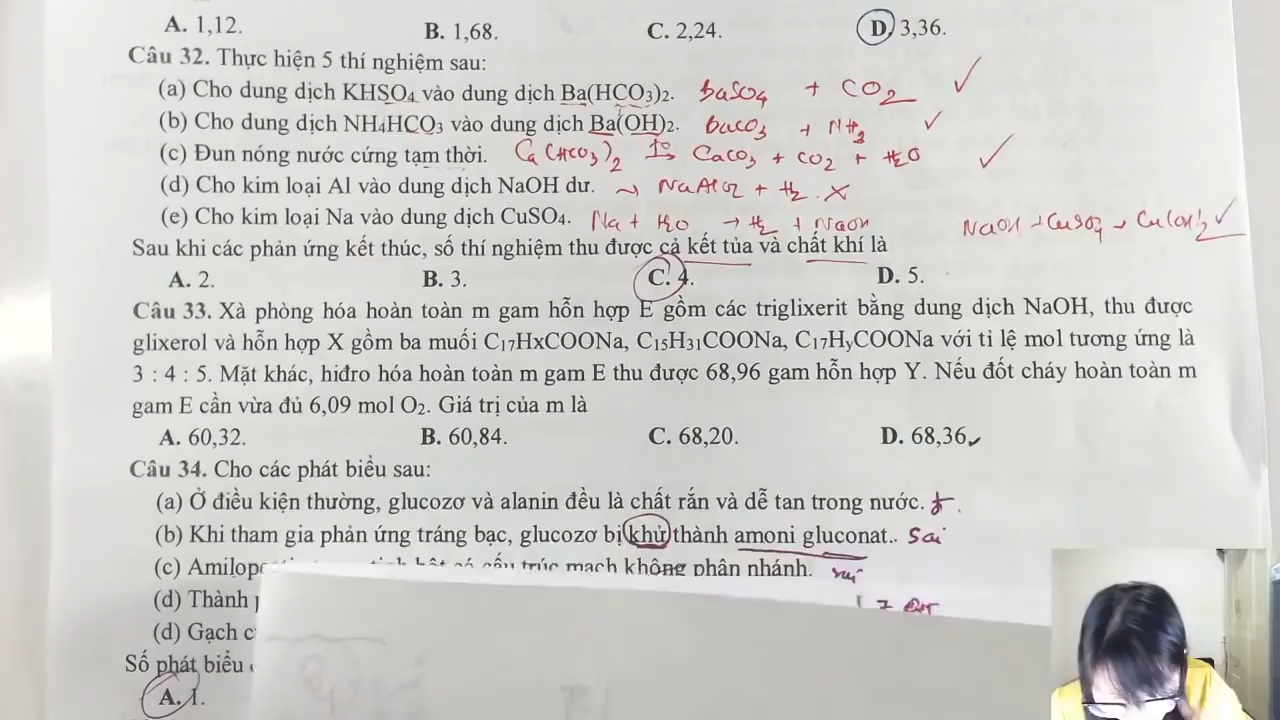 A. 1,12. B. 1,68. C. 2,24. D. 3,36.
Câu 32. Thực hiện 5 thí nghiệm sau:
(a) Cho dung dịch KHSO4 vào dung dịch Ba(HCO3)2. BaSO4 + CO2 ✓
(b) Cho dung dịch NH4HCO3 vào dung dịch Ba(OH)2. BaCO3 + NH3 ✓
(c) Đun nóng nước cứng tạm thời. Ca(HCO3)2 t° CaCO3 + CO2 + H2O ✓
(d) Cho kim loại Al vào dung dịch NaOH dư. → NaAlO2 + H2. X
(e) Cho kim loại Na vào dung dịch CuSO4. Na + H2O → H2 + NaOH NaOH + CuSO4 → Cu(OH)2 ✓
Sau khi các phản ứng kết thúc, số thí nghiệm thu được cả kết tủa và chất khí là
A. 2. B. 3. C. 4. D. 5.
Câu 33. Xà phòng hóa hoàn toàn m gam hỗn hợp E gồm các triglixerit bằng dung dịch NaOH, thu được
glixerol và hỗn hợp X gồm ba muối C17HxCOONa, C15H31COONa, C17HyCOONa với tỉ lệ mol tương ứng là
3 : 4 : 5. Mặt khác, hiđro hóa hoàn toàn m gam E thu được 68,96 gam hỗn hợp Y. Nếu đốt cháy hoàn toàn m
gam E cần vừa đủ 6,09 mol O2. Giá trị của m là
A. 60,32. B. 60,84. C. 68,20. D. 68,36.
Câu 34. Cho các phát biểu sau:
(a) Ở điều kiện thường, glucozơ và alanin đều là chất rắn và dễ tan trong nước.
(b) Khi tham gia phản ứng tráng bạc, glucozơ bị khử thành amoni gluconat.. Sai
(c) Amilop cấu trúc mạch không phân nhánh. sai
(d) Thành
(d) Gạch c
Số phát biểu
A. 1.